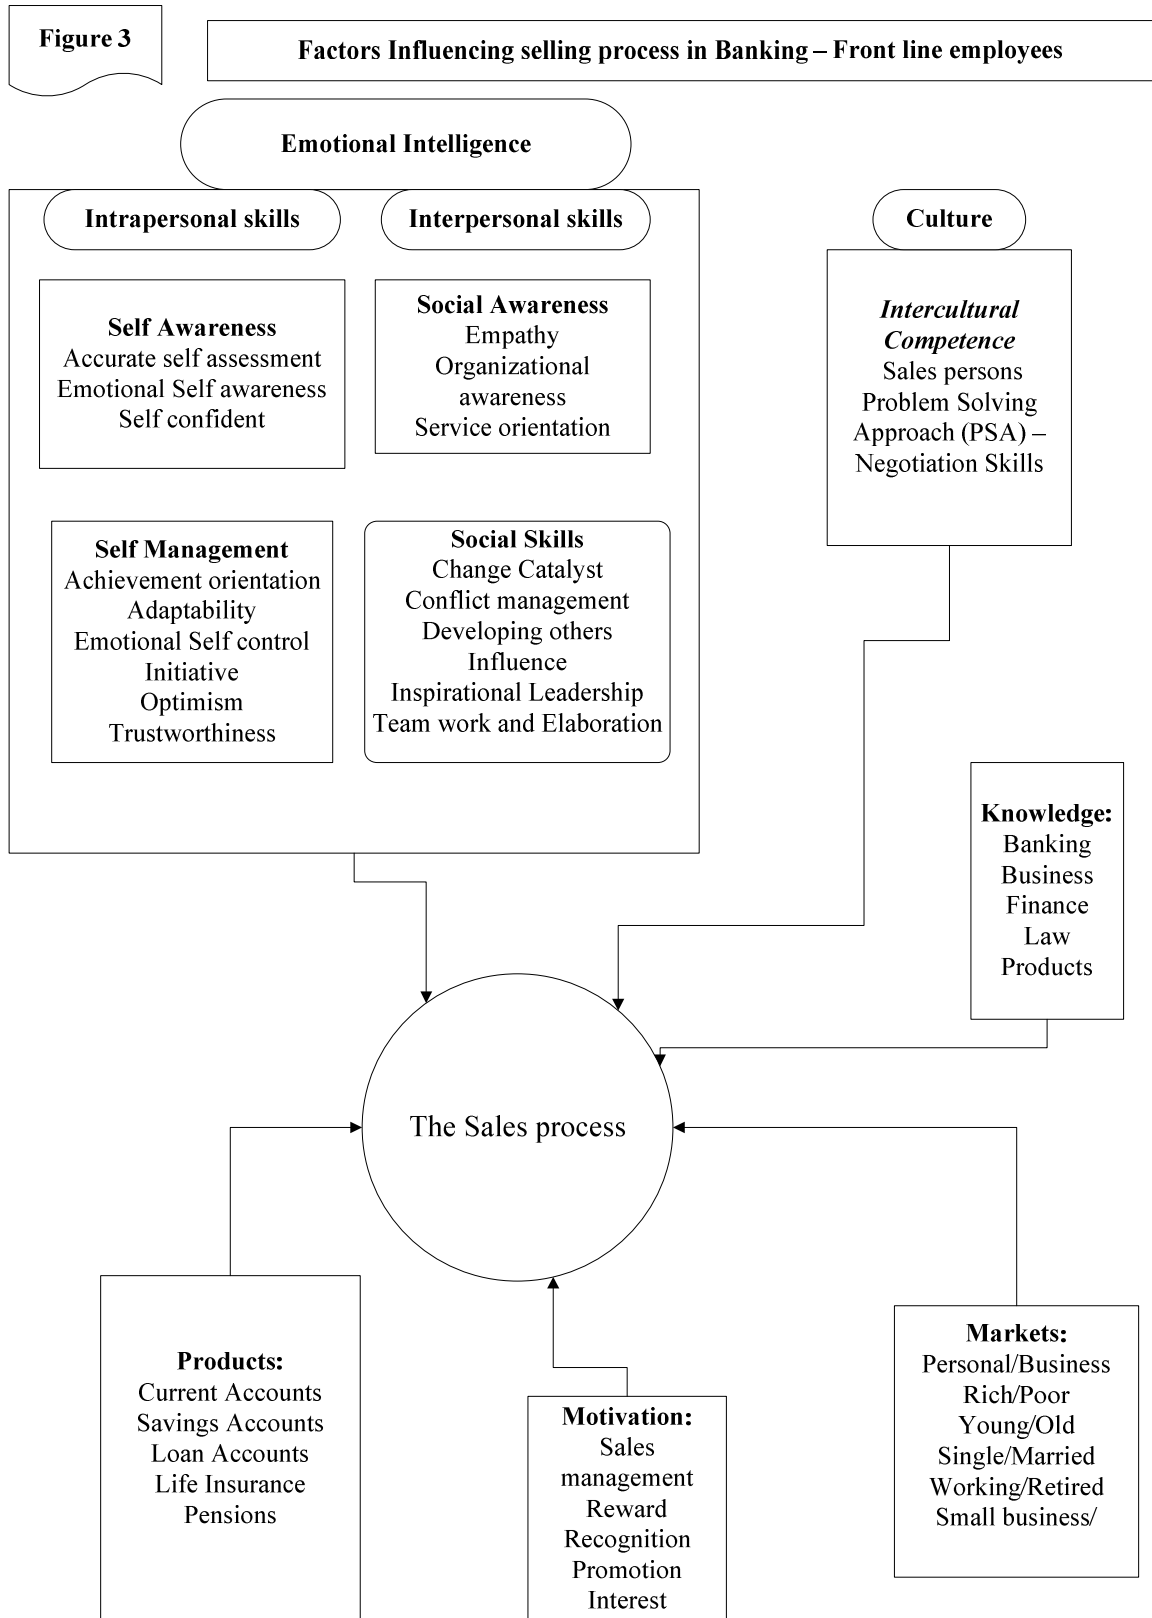 Figure 3
Factors Influencing selling process in Banking – Front line employees
Emotional Intelligence
Intrapersonal skills
Interpersonal skills
Culture
Self Awareness
Accurate self assessment
Emotional Self awareness
Self confident
Social Awareness
Empathy
Organizational
awareness
Service orientation
Intercultural
Competence
Sales persons
Problem Solving
Approach (PSA) –
Negotiation Skills
Self Management
Achievement orientation
Adaptability
Emotional Self control
Initiative
Optimism
Trustworthiness
Social Skills
Change Catalyst
Conflict management
Developing others
Influence
Inspirational Leadership
Team work and Elaboration
Knowledge:
Banking
Business
Finance
Law
Products
The Sales process
Products:
Current Accounts
Savings Accounts
Loan Accounts
Life Insurance
Pensions
Motivation:
Sales
management
Reward
Recognition
Promotion
Interest
Markets:
Personal/Business
Rich/Poor
Young/Old
Single/Married
Working/Retired
Small business/